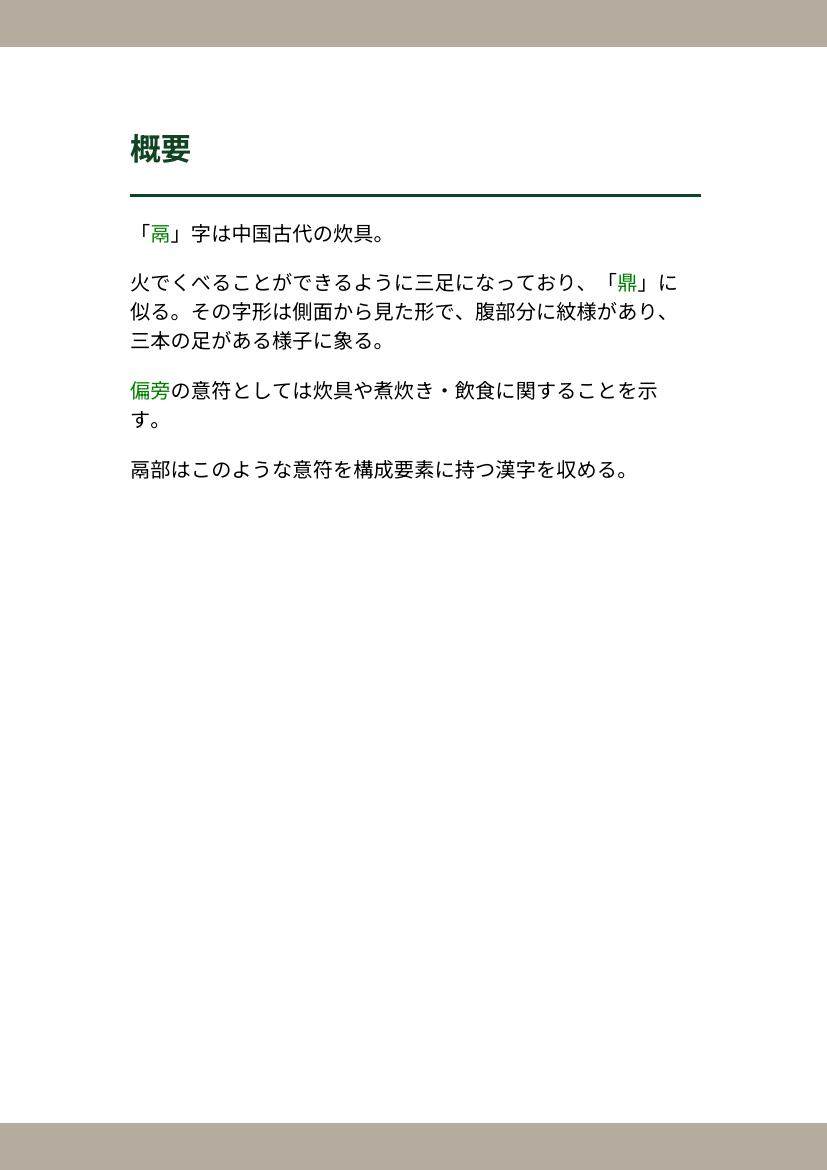 概要
「鬲」字は中国古代の炊具。
火でくべることができるように三足になっており、「鼎」に
似る。その字形は側面から見た形で、腹部分に紋様があり、
三本の足がある様子に象る。
偏旁の意符としては炊具や煮炊き・飲食に関することを示
す。
鬲部はこのような意符を構成要素に持つ漢字を収める。